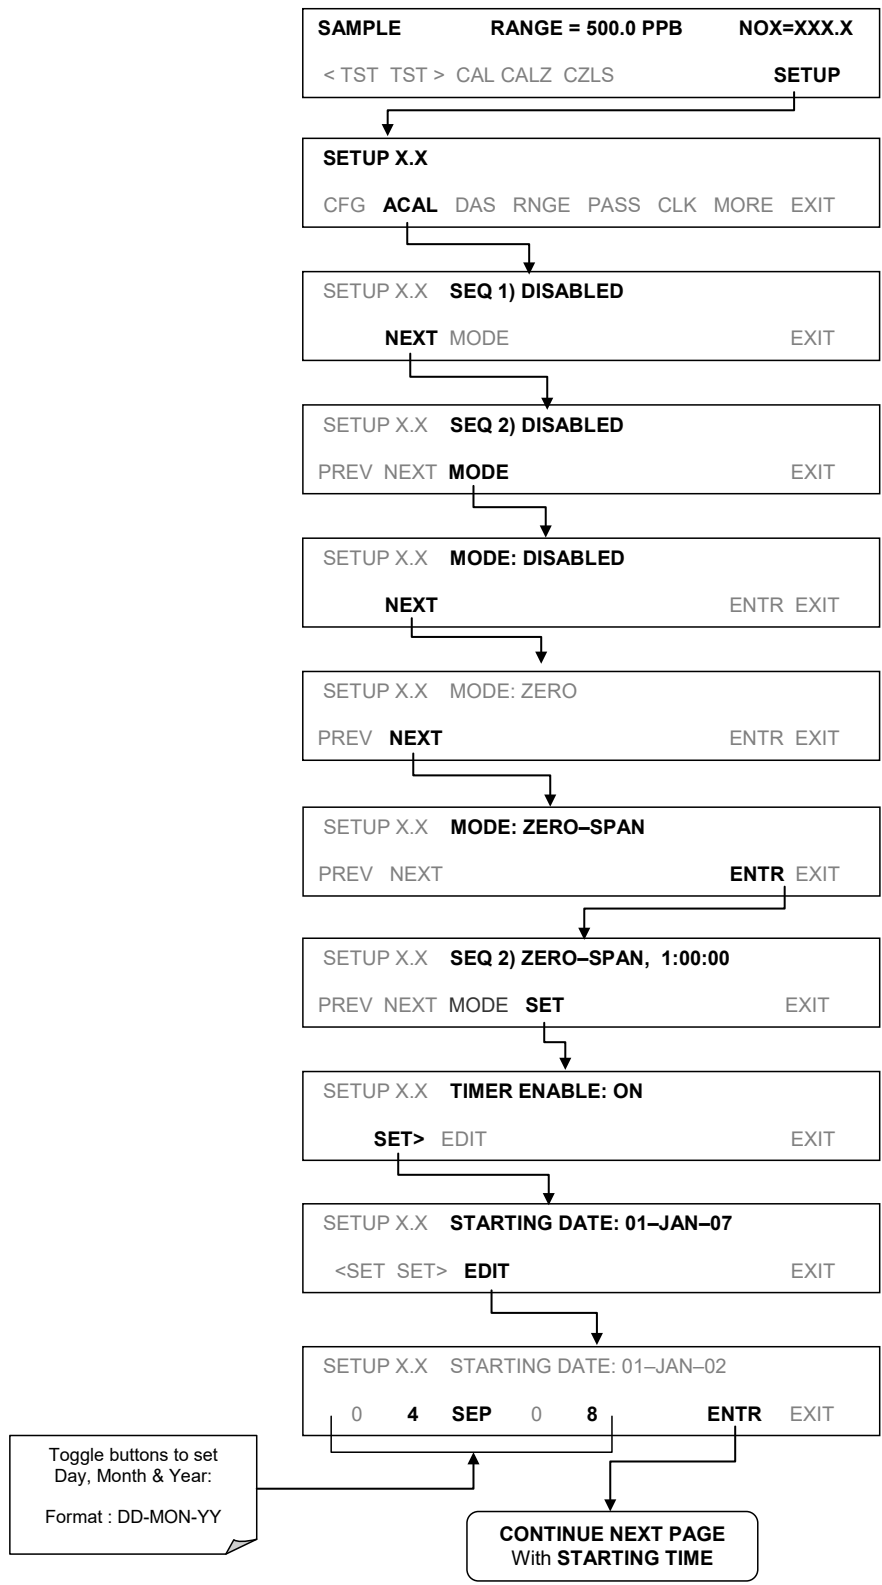 SAMPLE RANGE = 500.0 PPB NOX=XXX.X
< TST TST > CAL CALZ CZLS SETUP
SETUP X.X
CFG ACAL DAS RNGE PASS CLK MORE EXIT
SETUP X.X SEQ 1) DISABLED
NEXT MODE EXIT
SETUP X.X SEQ 2) DISABLED
PREV NEXT MODE EXIT
SETUP X.X MODE: DISABLED
NEXT ENTR EXIT
SETUP X.X MODE: ZERO
PREV NEXT ENTR EXIT
SETUP X.X MODE: ZERO–SPAN
PREV NEXT ENTR EXIT
SETUP X.X SEQ 2) ZERO–SPAN, 1:00:00
PREV NEXT MODE SET EXIT
SETUP X.X TIMER ENABLE: ON
SET> EDIT EXIT
SETUP X.X STARTING DATE: 01–JAN–07
<SET SET> EDIT EXIT
SETUP X.X STARTING DATE: 01–JAN–02
0 4 SEP 0 8 ENTR EXIT
Toggle buttons to set
Day, Month & Year:
Format : DD-MON-YY
CONTINUE NEXT PAGE
With STARTING TIME